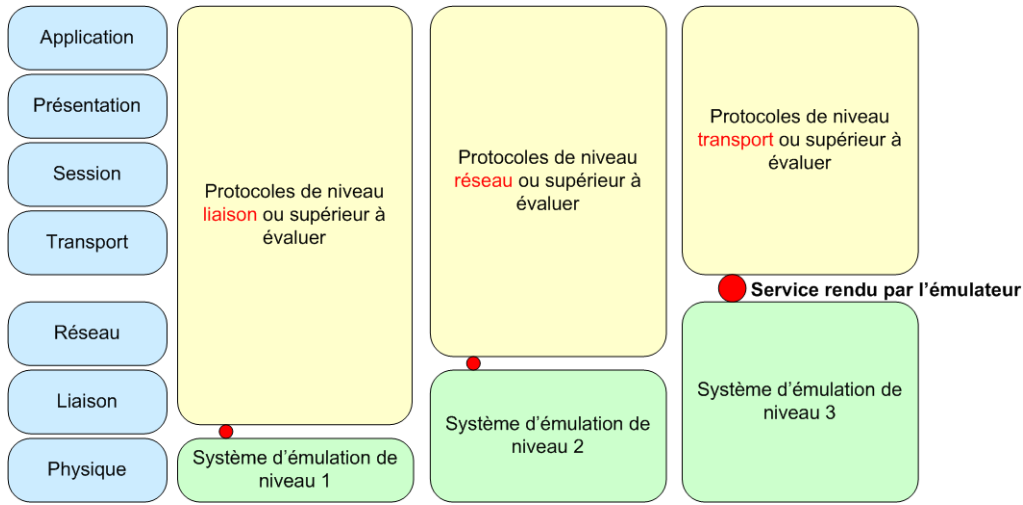 Application
Présentation
Session
Transport
Réseau
Liaison
Physique
Protocoles de niveau
liaison ou supérieur à
évaluer
Système d'émulation de
niveau 1
Protocoles de niveau
réseau ou supérieur à
évaluer
Système d'émulation de
niveau 2
Protocoles de niveau
transport ou supérieur à
évaluer
Service rendu par l'émulateur
Système d'émulation de
niveau 3